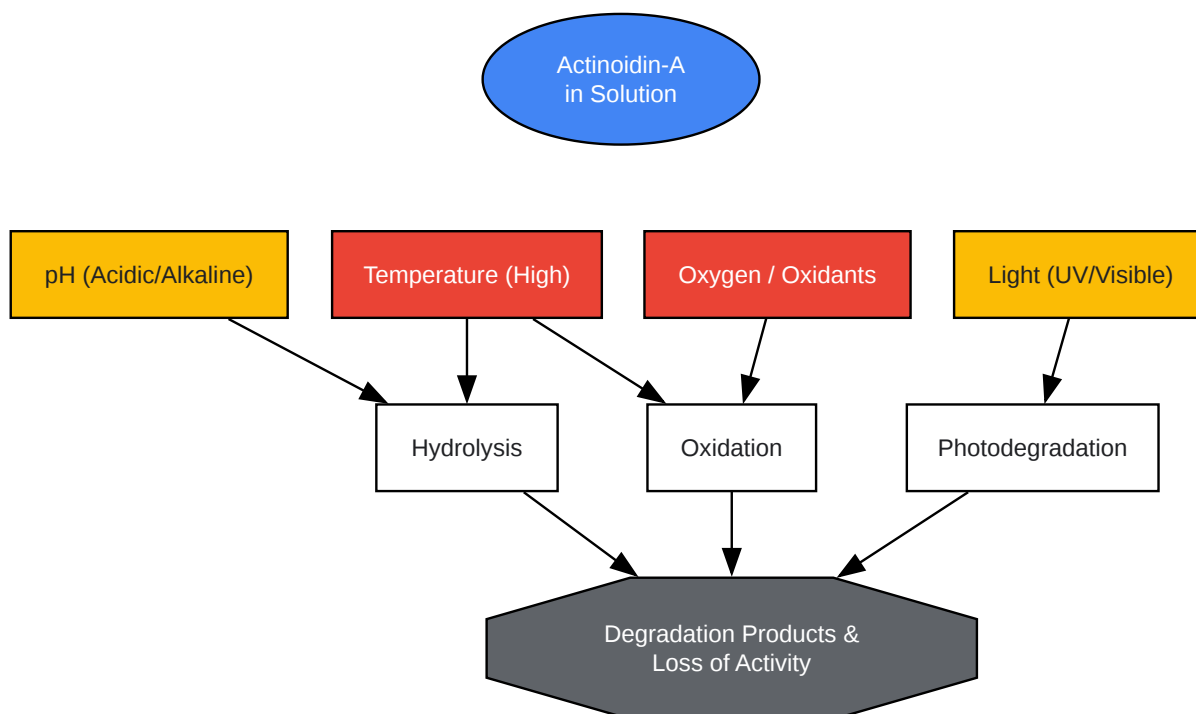 Actinoidin-A
in Solution
pH (Acidic/Alkaline)
Temperature (High)
Oxygen / Oxidants
Light (UV/Visible)
Hydrolysis
Oxidation
Photodegradation
Degradation Products &
Loss of Activity